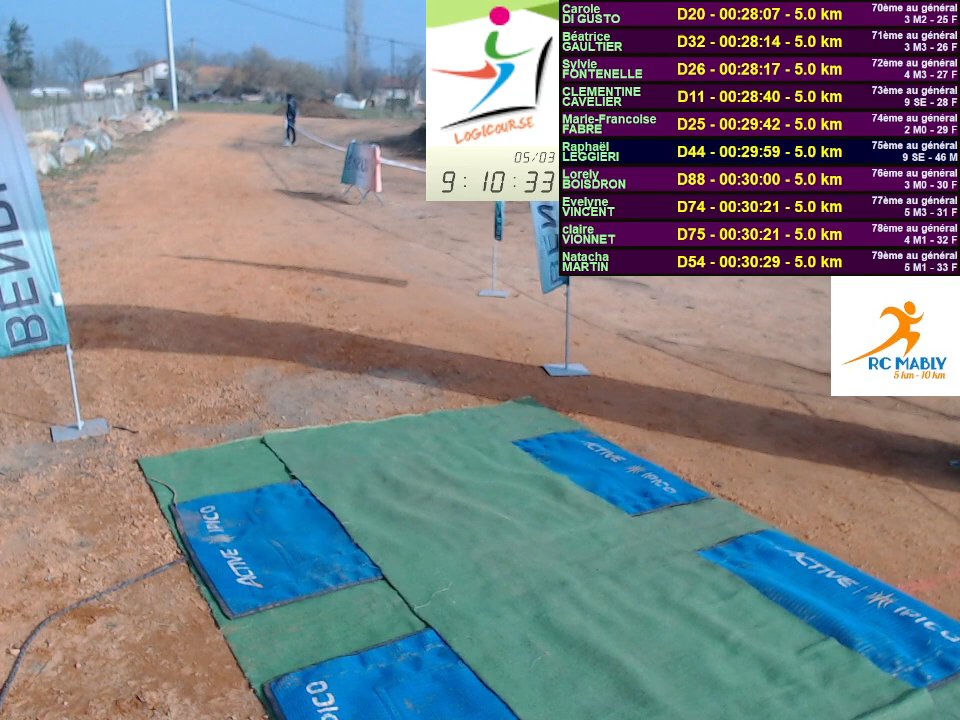 Carole
DI GUSTO
D20 - 00:28:07 - 5.0 km
70ème au général
3 M2 - 25 F
Béatrice
GAULTIER
D32 - 00:28:14 - 5.0 km
71ème au général
3 M3 - 26 F
Sylvie
FONTENELLE
D26 - 00:28:17 - 5.0 km
72ème au général
4 M3 - 27 F
CLEMENTINE
CAVELIER
D11 - 00:28:40 - 5.0 km
73ème au général
9 SE - 28 F
Marie-Francoise
FABRE
D25 - 00:29:42 - 5.0 km
74ème au général
2 M0 - 29 F
Raphaël
LEGGIERI
D44 - 00:29:59 - 5.0 km
75ème au général
9 SE - 46 M
Lorely
BOISDRON
D88 - 00:30:00 - 5.0 km
76ème au général
3 M0 - 30 F
Evelyne
VINCENT
D74 - 00:30:21 - 5.0 km
77ème au général
5 M3 - 31 F
claire
VIONNET
D75 - 00:30:21 - 5.0 km
78ème au général
4 M1 - 32 F
Natacha
MARTIN
D54 - 00:30:29 - 5.0 km
79ème au général
5 M1 - 33 F
LOGICOURSE
05/03
9:10:33
RC MABLY
5 km - 10 km
ACTIVE IPICO
ACTIVE IPICO
ACTIVE IPICO
IPICO